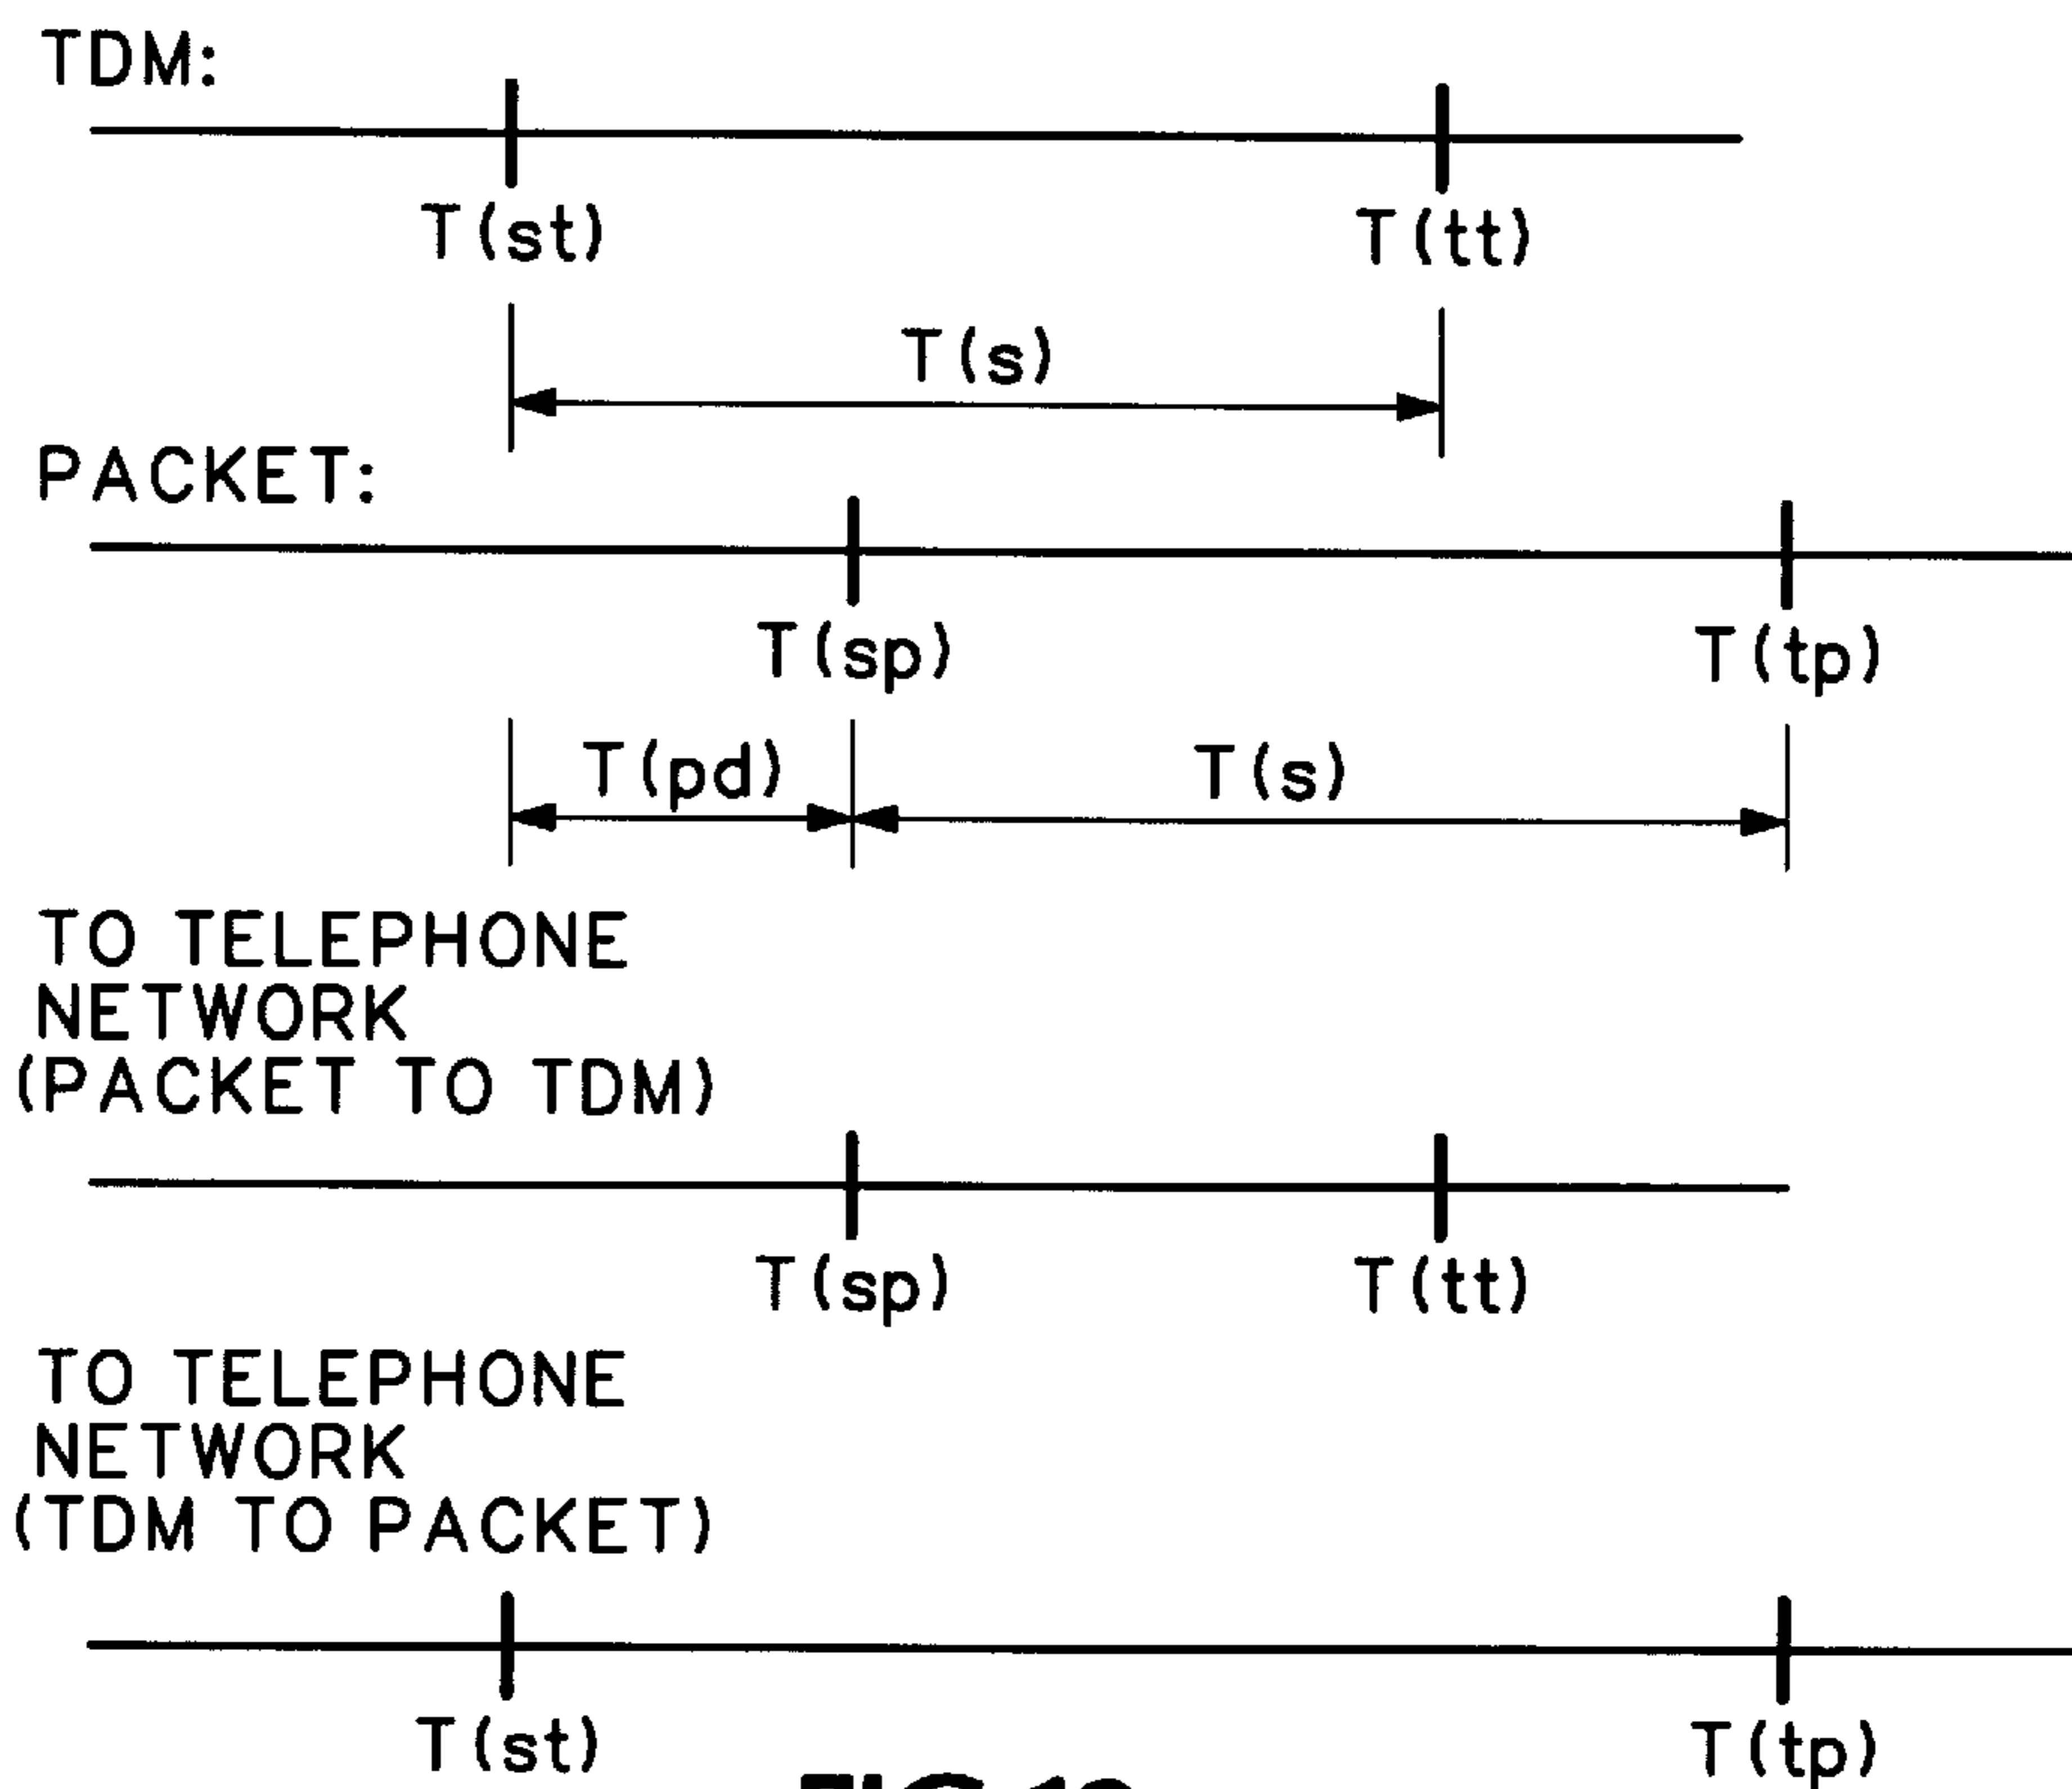 TDM:
T(st) T(tt)
T(s)
PACKET:
T(sp) T(tp)
T(pd) T(s)
TO TELEPHONE
NETWORK
(PACKET TO TDM)
T(sp) T(tt)
TO TELEPHONE
NETWORK
(TDM TO PACKET)
T(st) T(tp)